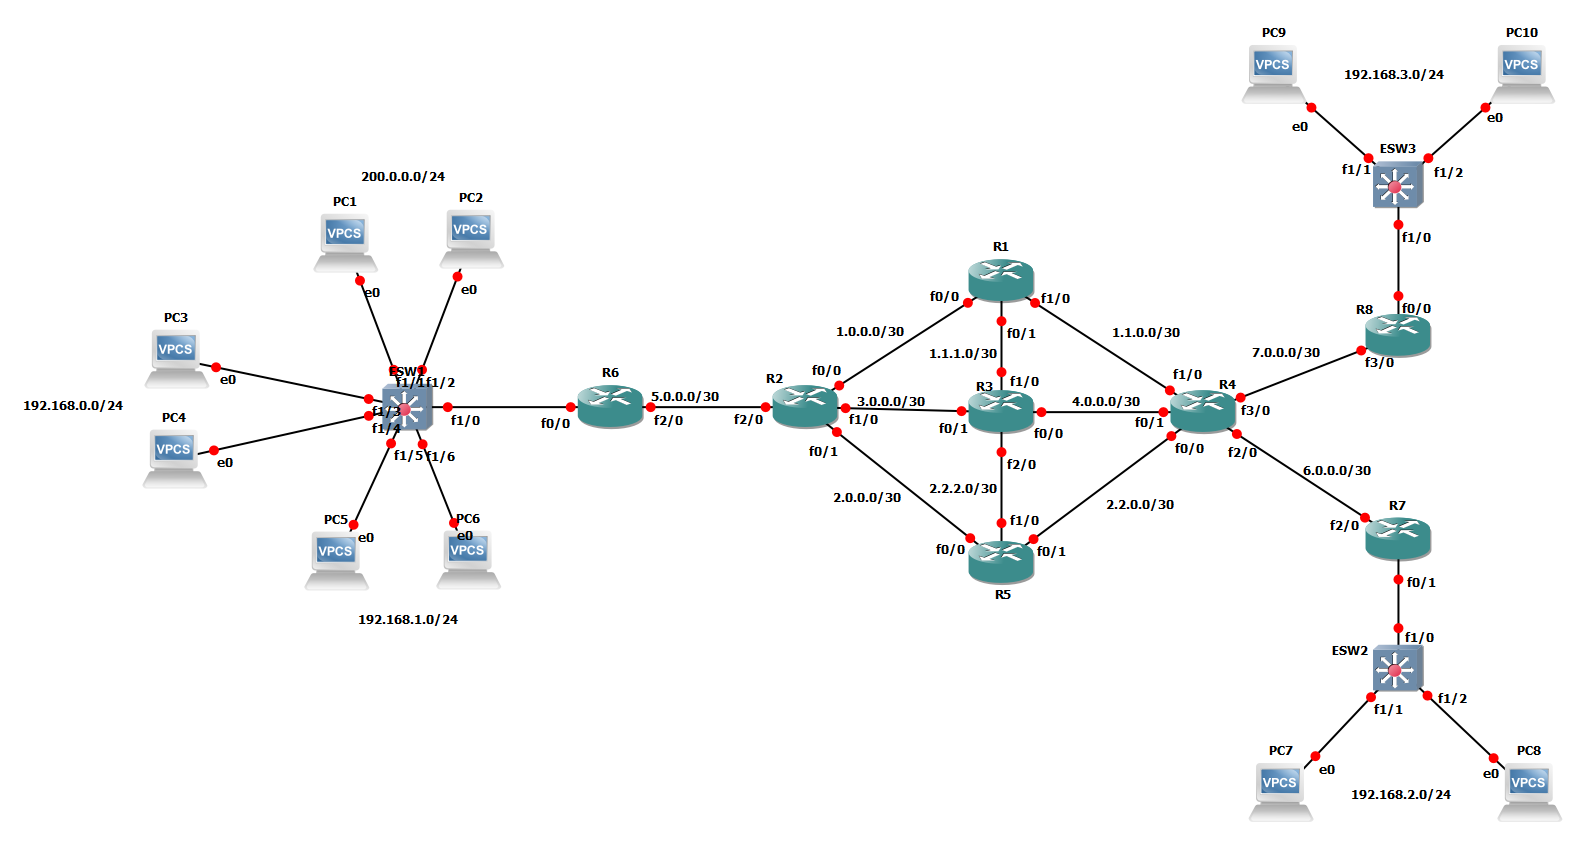 PC9
PC10
VPCS
VPCS
192.168.3.0/24
e0
e0
ESW3
f1/1
f1/2
f1/0
200.0.0.0/24
PC1
PC2
VPCS
VPCS
e0
e0
R1
f0/0
f1/0
f0/1
R8
f0/0
f3/0
PC3
VPCS
e0
1.0.0.0/30
1.1.0.0/30
1.1.1.0/30
7.0.0.0/30
ESW1
f1/1
f1/2
f1/3
f1/4
f1/5
f1/6
f1/0
192.168.0.0/24
PC4
VPCS
e0
R6
f0/0
f2/0
5.0.0.0/30
R2
f0/0
f2/0
f1/0
f0/1
3.0.0.0/30
R3
f1/0
f0/1
f0/0
f2/0
4.0.0.0/30
R4
f1/0
f0/1
f3/0
f0/0
f2/0
2.0.0.0/30
2.2.2.0/30
2.2.0.0/30
6.0.0.0/30
PC5
PC6
VPCS
VPCS
e0
e0
192.168.1.0/24
f1/0
f0/0
f0/1
R5
R7
f2/0
f0/1
f1/0
ESW2
f1/1
f1/2
PC7
PC8
e0
e0
VPCS
VPCS
192.168.2.0/24